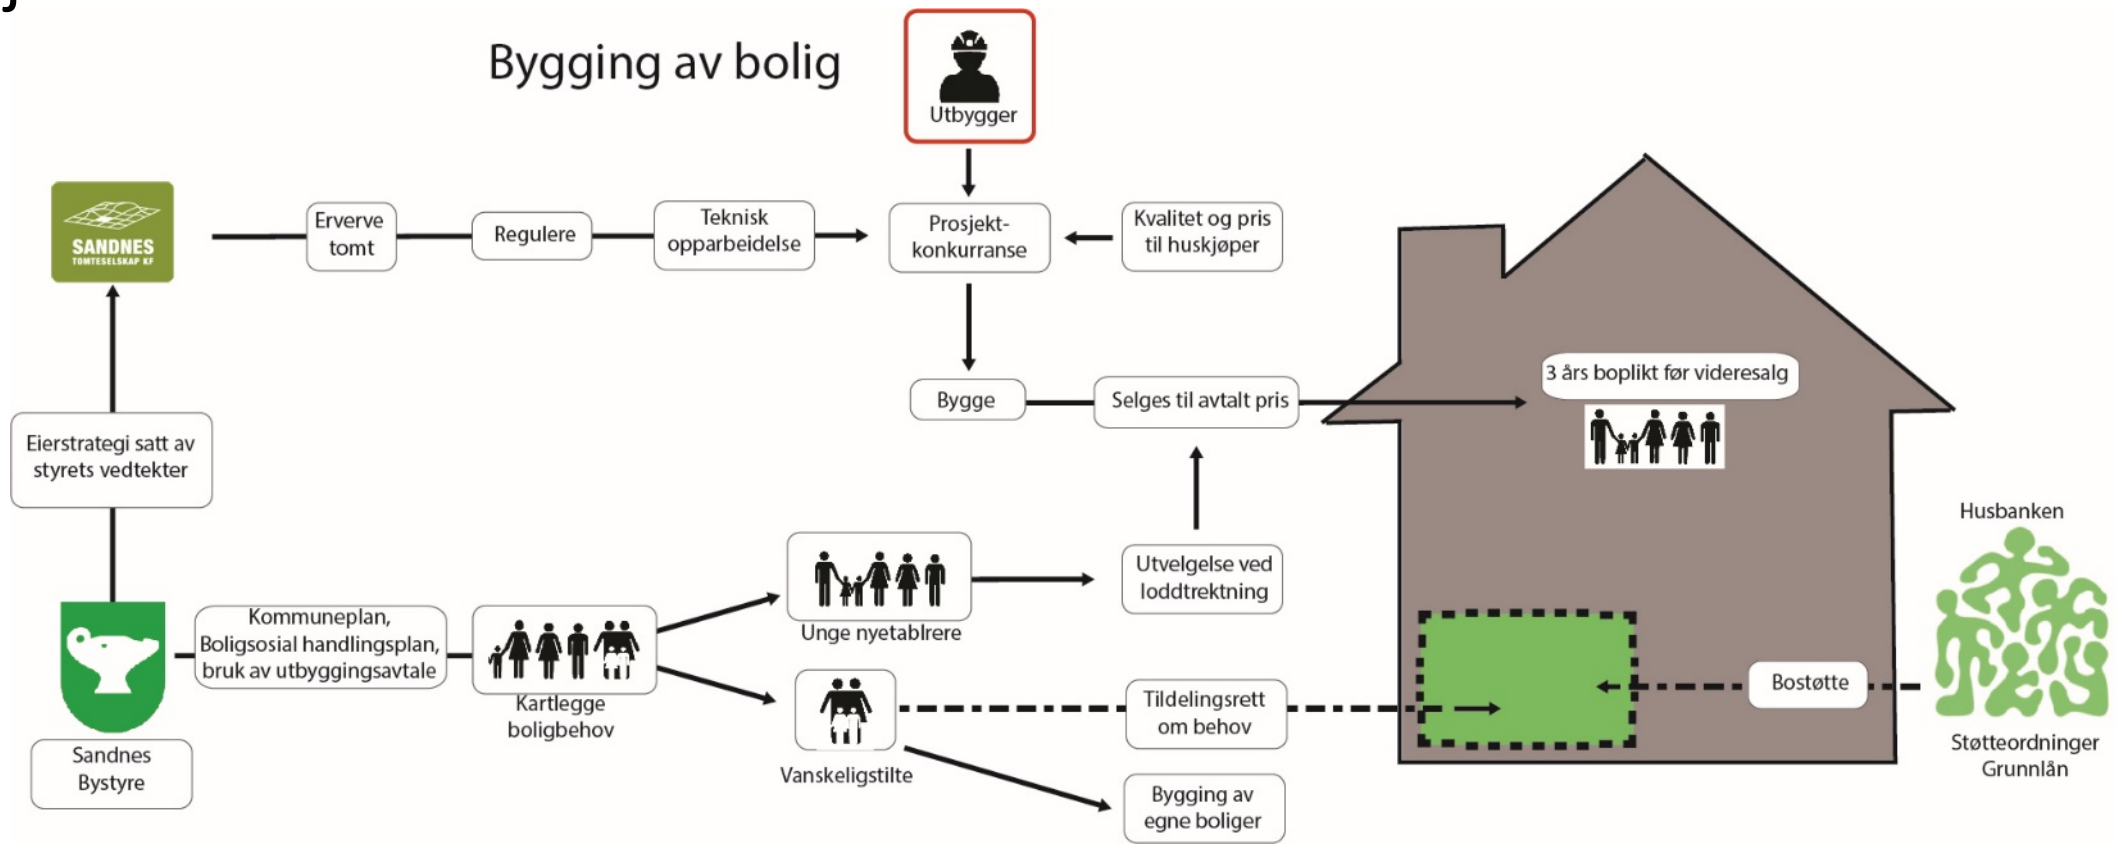 Bygging av bolig
Utbygger
SANDNES
TOMTESELSKAP KF
Erverve
tomt
Regulere
Teknisk
opparbeidelse
Prosjekt-
konkurranse
Kvalitet og pris
til huskjøper
Bygge
Selges til avtalt pris
3 års boplikt før videresalg
Eierstrategi satt av
styrets vedtekter
Husbanken
Utvelgelse ved
loddtrektning
Unge nyetablrere
Kommuneplan,
Boligsosial handlingsplan,
bruk av utbyggingsavtale
Kartlegge
boligbehov
Sandnes
Bystyre
Vanskeligstilte
Tildelingsrett
om behov
Bygging av
egne boliger
Bostøtte
Støtteordninger
Grunnlån